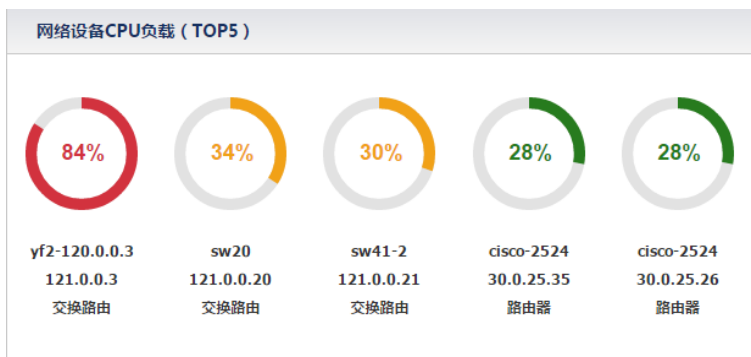 网络设备CPU负载（TOP5）
84% 34% 30% 28% 28%
yf2-120.0.0.3 sw20 sw41-2 cisco-2524 cisco-2524
121.0.0.3 121.0.0.20 121.0.0.21 30.0.25.35 30.0.25.26
交换路由 交换路由 交换路由 路由器 路由器